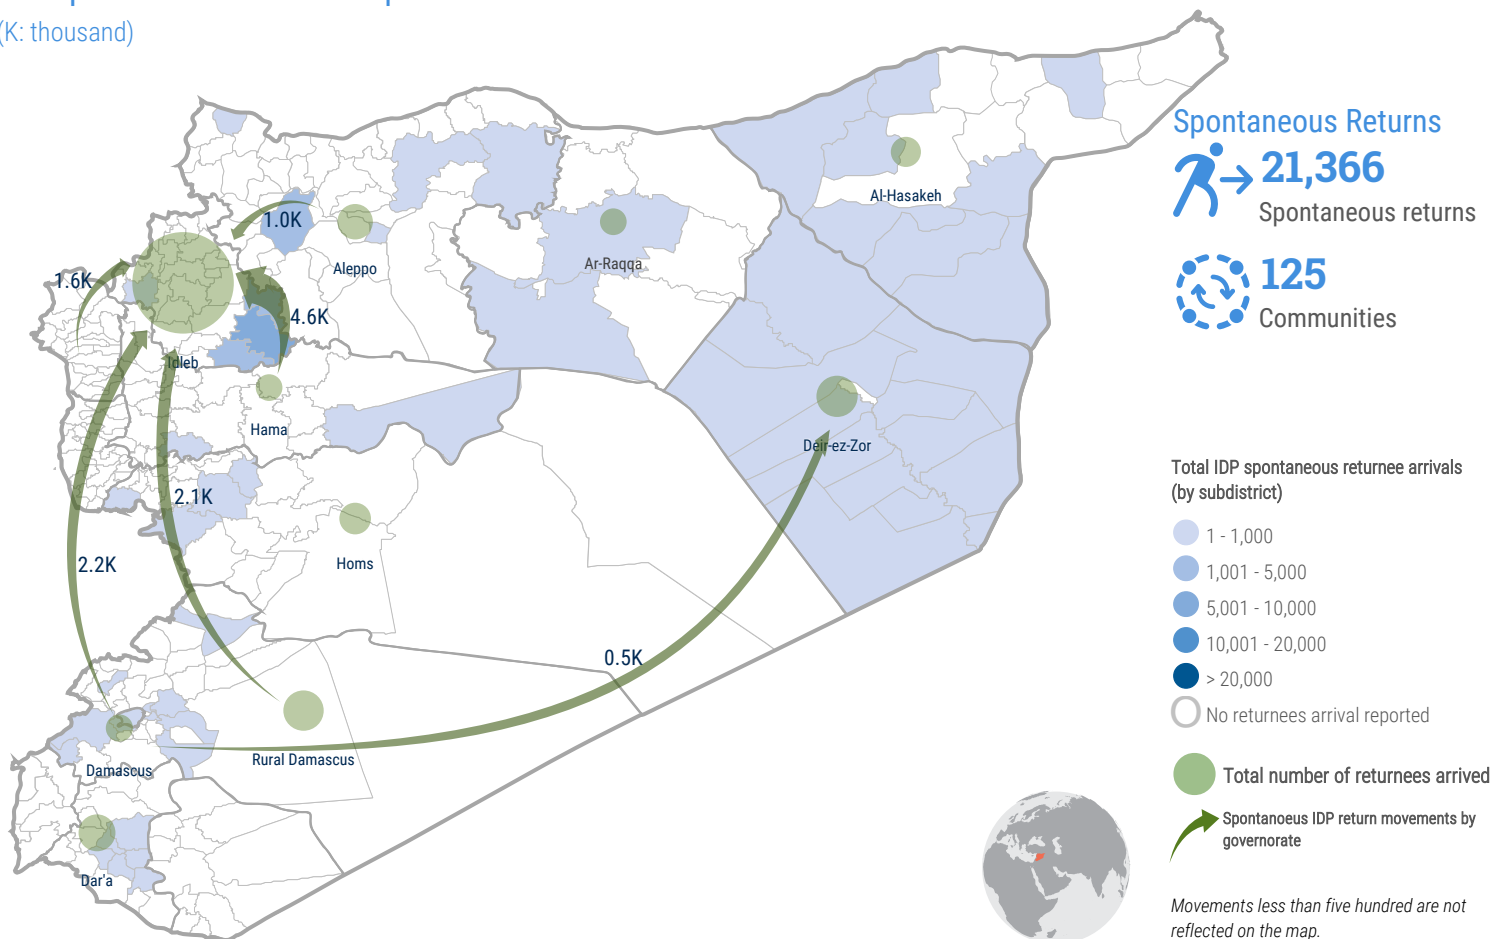 (K: thousand)
Spontaneous Returns
21,366
Spontaneous returns
125
Communities
Al-Hasakeh
1.0K
Aleppo
Ar-Raqqa
1.6K
4.6K
Idleb
Hama
Deir-ez-Zor
2.1K
Homs
2.2K
0.5K
Rural Damascus
Damascus
Dar'a
Total IDP spontaneous returnee arrivals
(by subdistrict)
1 - 1,000
1,001 - 5,000
5,001 - 10,000
10,001 - 20,000
> 20,000
No returnees arrival reported
Total number of returnees arrived
Spontanoeus IDP return movements by
governorate
Movements less than five hundred are not
reflected on the map.